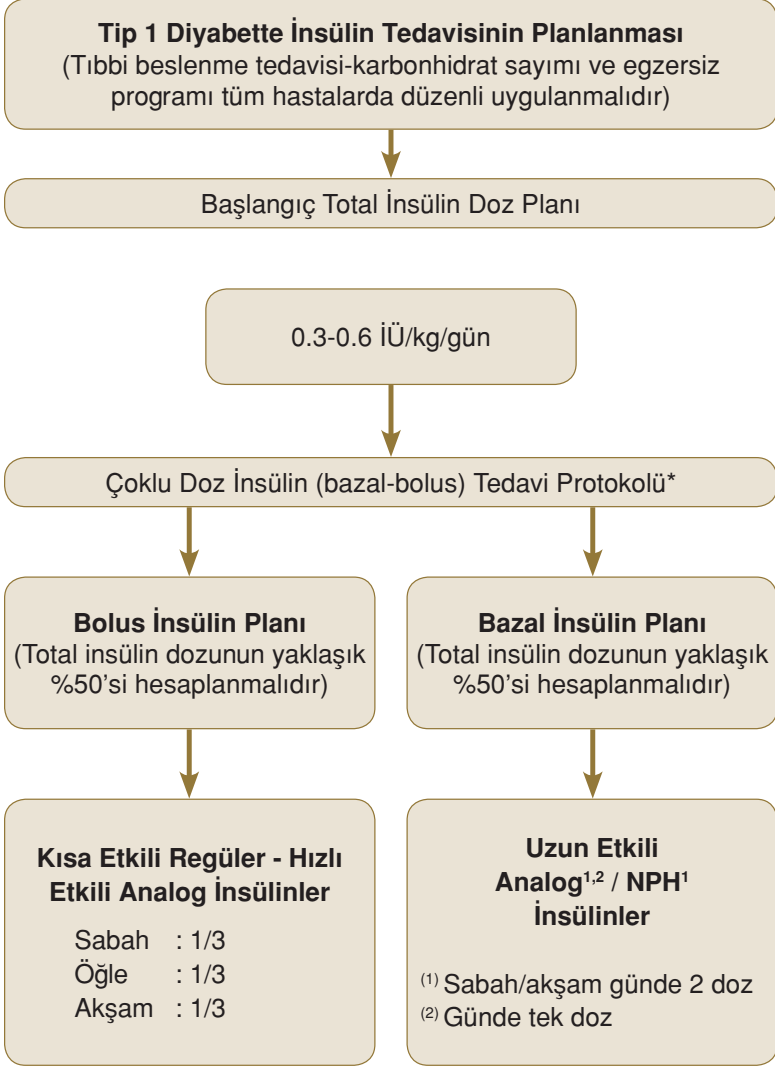 Tip 1 Diyabette İnsülin Tedavisinin Planlanması
(Tıbbi beslenme tedavisi-karbonhidrat sayımı ve egzersiz
programı tüm hastalarda düzenli uygulanmalıdır)
Başlangıç Total İnsülin Doz Planı
0.3-0.6 İÜ/kg/gün
Çoklu Doz İnsülin (bazal-bolus) Tedavi Protokolü*
Bolus İnsülin Planı
(Total insülin dozunun yaklaşık
%50'si hesaplanmalıdır)
Bazal İnsülin Planı
(Total insülin dozunun yaklaşık
%50'si hesaplanmalıdır)
Kısa Etkili Regüler - Hızlı
Etkili Analog İnsülinler
Sabah : 1/3
Öğle : 1/3
Akşam : 1/3
Uzun Etkili
Analog¹,² / NPH¹
İnsülinler
⁽¹⁾ Sabah/akşam günde 2 doz
⁽²⁾ Günde tek doz